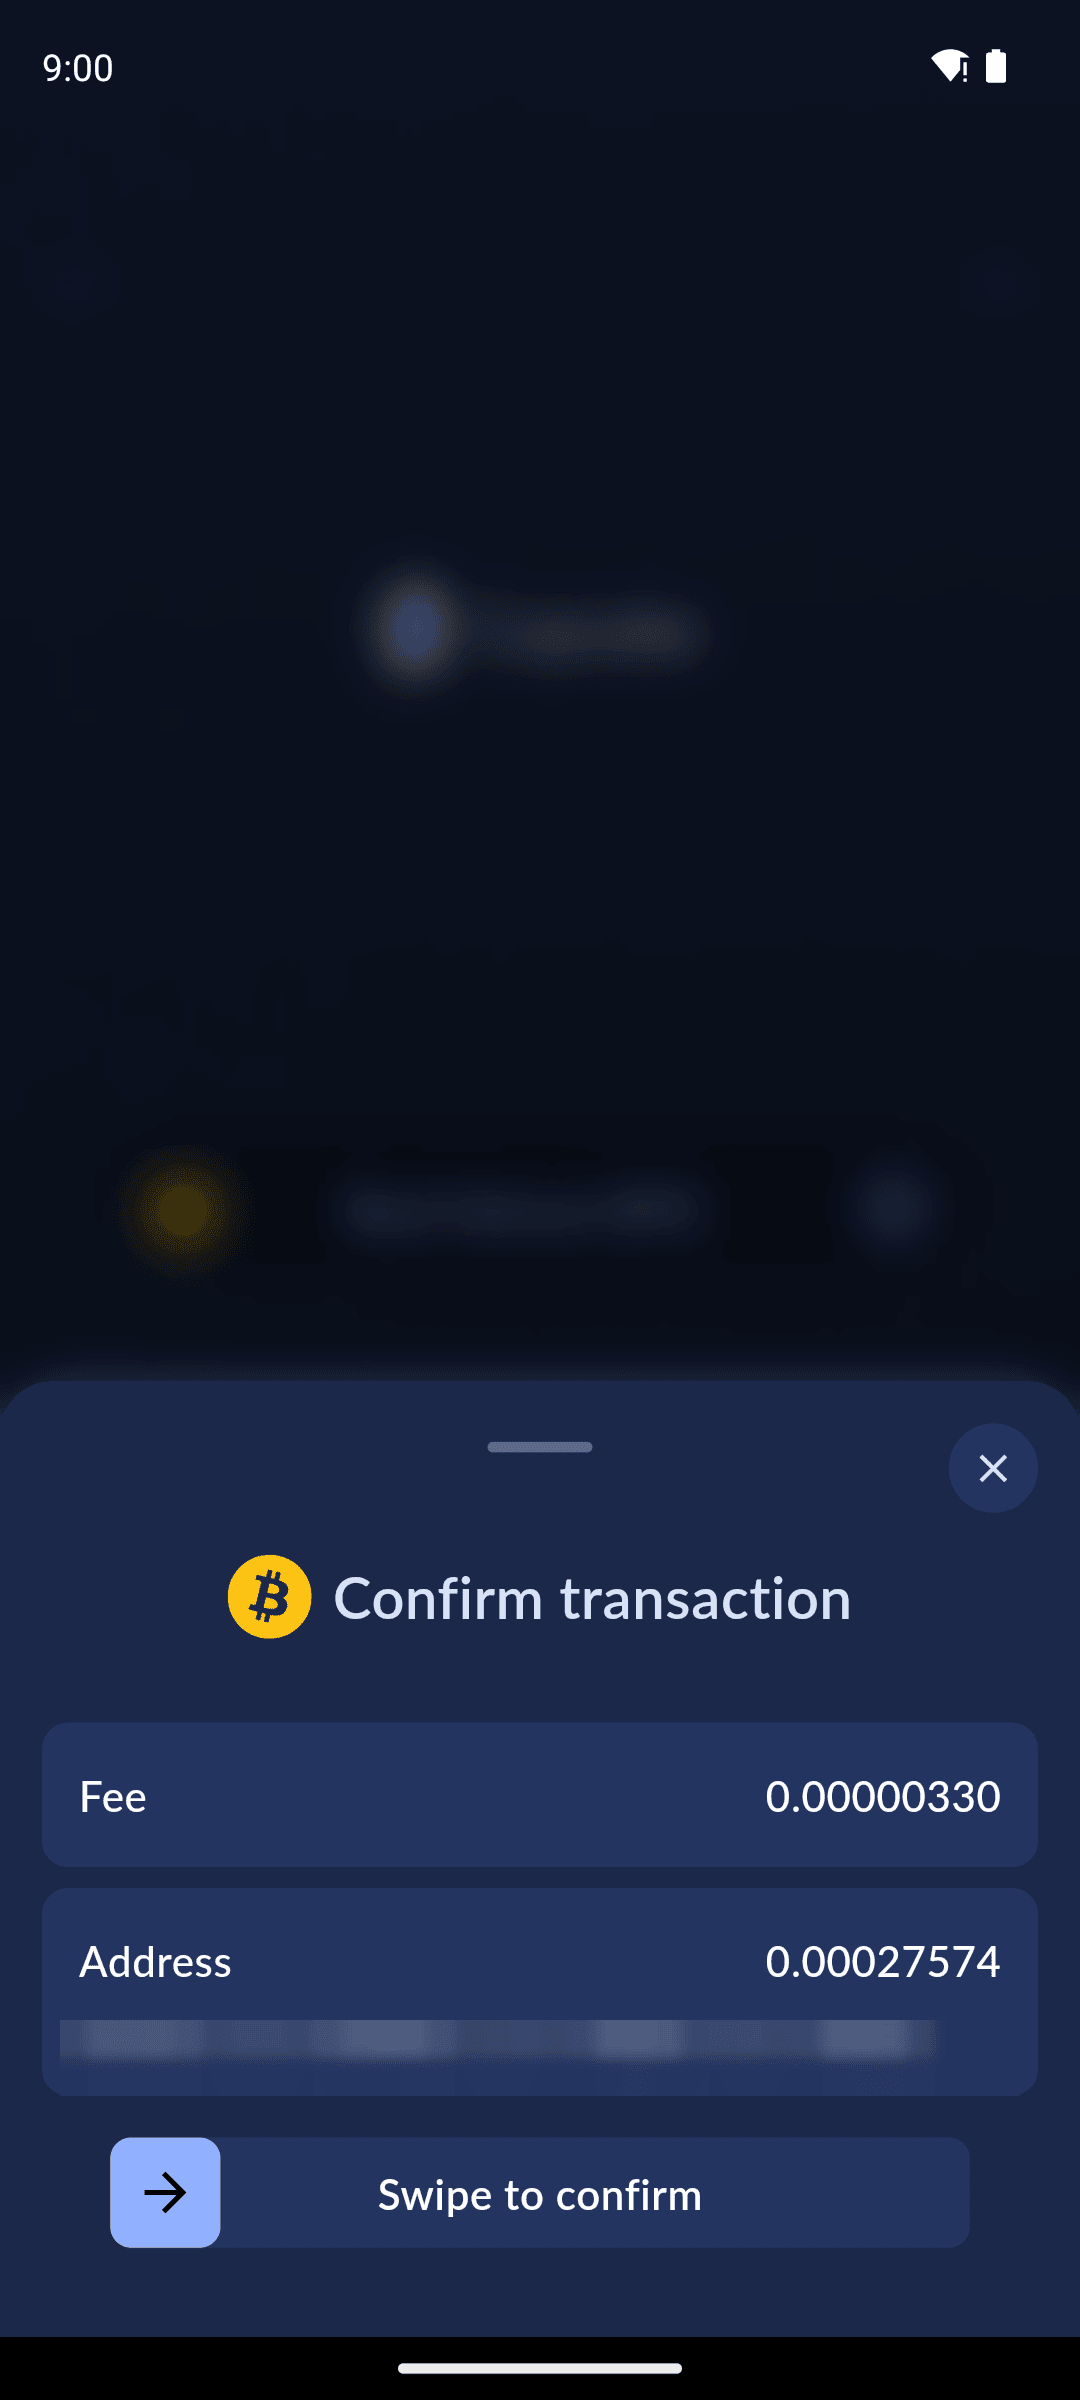 9:00
Confirm transaction
Fee 0.00000330
Address 0.00027574
Swipe to confirm